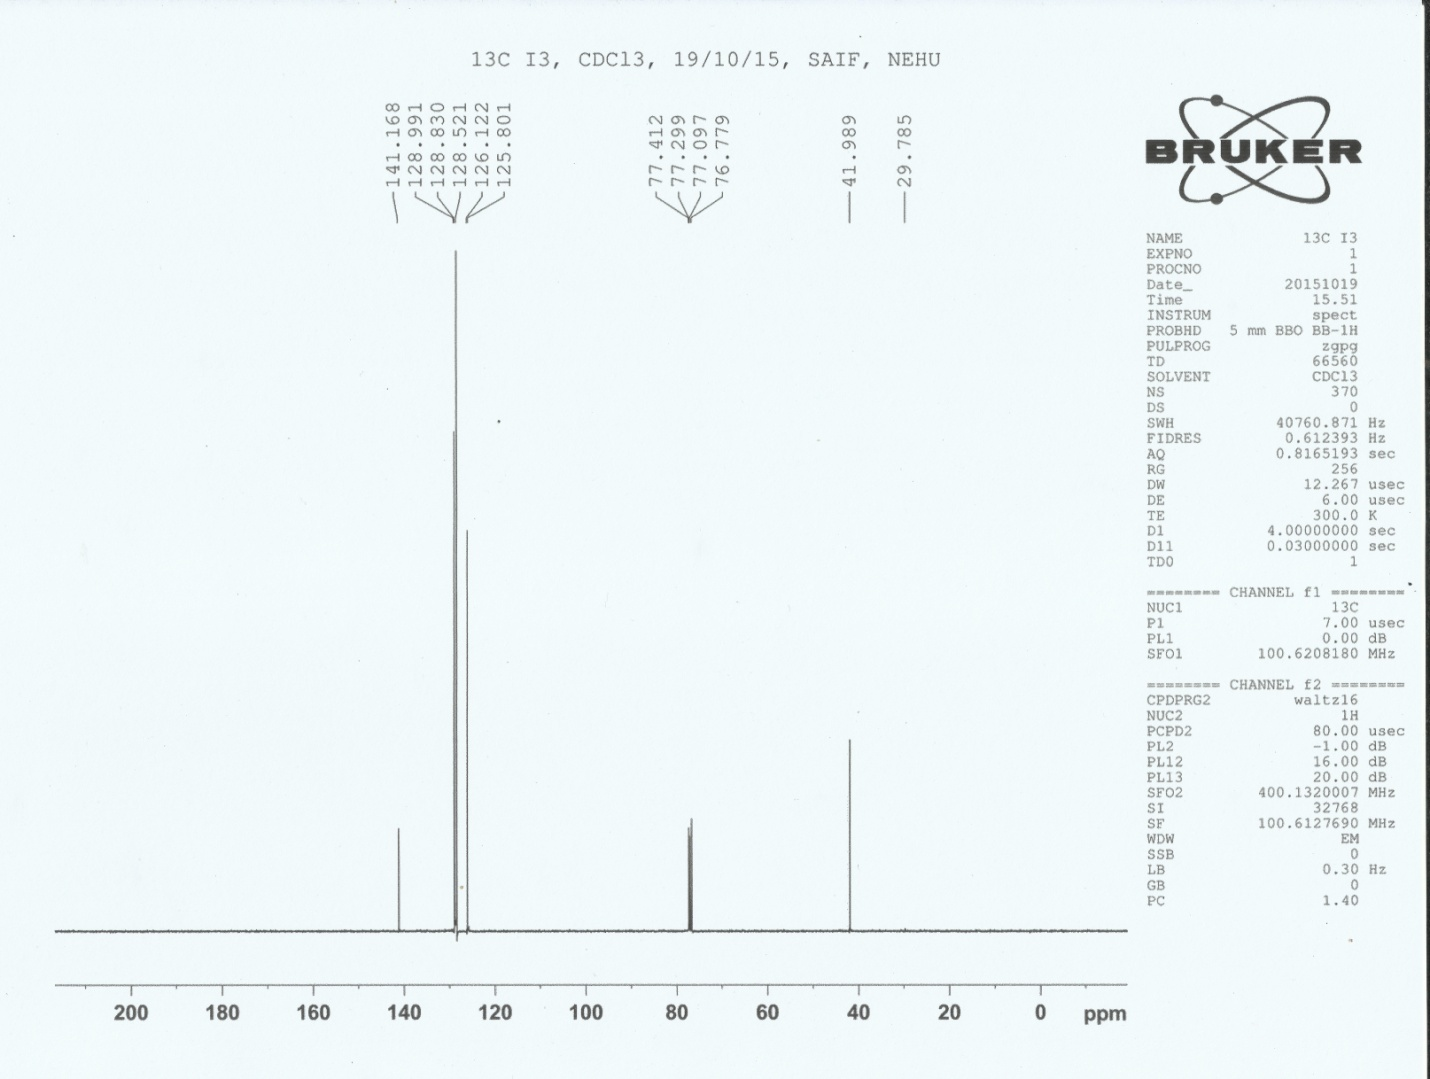 13C I3, CDCl3, 19/10/15, SAIF, NEHU
141.168
128.991
128.830
128.521
126.122
125.801
77.412
77.299
77.097
76.779
41.989
29.785
BRUKER
NAME 13C I3
EXPNO 1
PROCNO 1
Date_ 20151019
Time 15.51
INSTRUM spect
PROBHD 5 mm BBO BB-1H
PULPROG zgpg
TD 66560
SOLVENT CDCl3
NS 370
DS 0
SWH 40760.871 Hz
FIDRES 0.612393 Hz
AQ 0.8165193 sec
RG 256
DW 12.267 usec
DE 6.00 usec
TE 300.0 K
D1 4.00000000 sec
D11 0.03000000 sec
TD0 1
======== CHANNEL f1 ========
NUC1 13C
P1 7.00 usec
PL1 0.00 dB
SFO1 100.6208180 MHz
======== CHANNEL f2 ========
CPDPRG2 waltz16
NUC2 1H
PCPD2 80.00 usec
PL2 -1.00 dB
PL12 16.00 dB
PL13 20.00 dB
SFO2 400.1320007 MHz
SI 32768
SF 100.6127690 MHz
WDW EM
SSB 0
LB 0.30 Hz
GB 0
PC 1.40
200 180 160 140 120 100 80 60 40 20 0 ppm